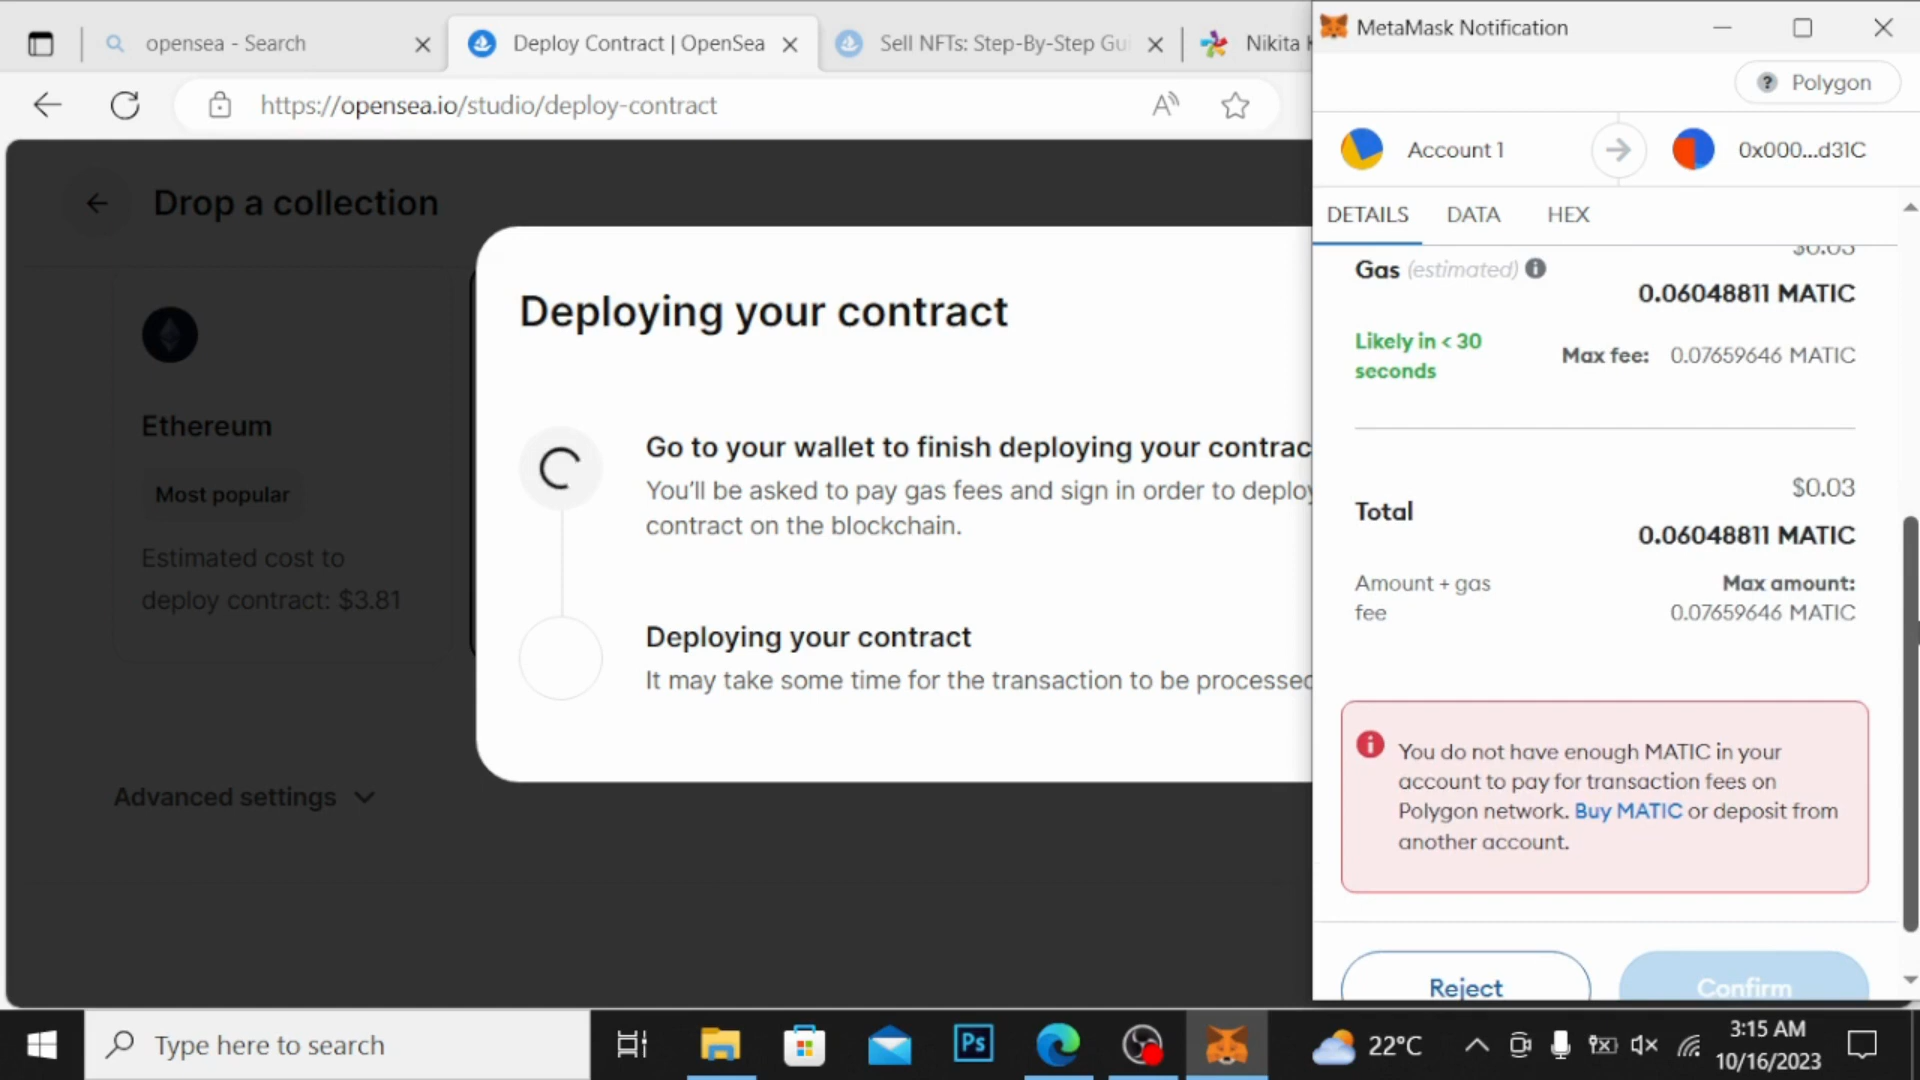 opensea - Search
Deploy Contract | OpenSea
Sell NFTs: Step-By-Step Gui
Nikita
https://opensea.io/studio/deploy-contract
Drop a collection
Ethereum
Most popular
Estimated cost to
deploy contract: $3.81
Advanced settings
Deploying your contract
Go to your wallet to finish deploying your contrac
You'll be asked to pay gas fees and sign in order to deploy
contract on the blockchain.
Deploying your contract
It may take some time for the transaction to be processed
MetaMask Notification
Polygon
Account 1
0x000...d31C
DETAILS
DATA
HEX
$0.03
Gas (estimated)
0.06048811 MATIC
Likely in < 30
seconds
Max fee: 0.07659646 MATIC
$0.03
Total
0.06048811 MATIC
Amount + gas
fee
Max amount:
0.07659646 MATIC
You do not have enough MATIC in your
account to pay for transaction fees on
Polygon network. Buy MATIC or deposit from
another account.
Reject
Confirm
Type here to search
Ps
22°C
3:15 AM
10/16/2023